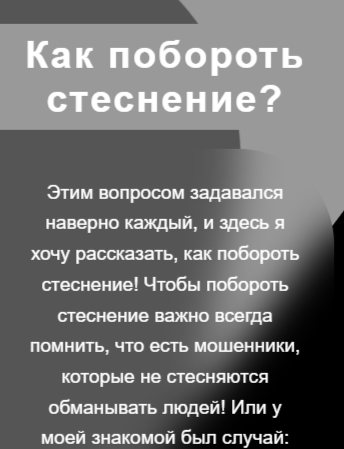 Как побороть
стеснение?
Этим вопросом задавался
наверно каждый, и здесь я
хочу рассказать, как побороть
стеснение! Чтобы побороть
стеснение важно всегда
помнить, что есть мошенники,
которые не стесняются
обманывать людей! Или у
моей знакомой был случай: